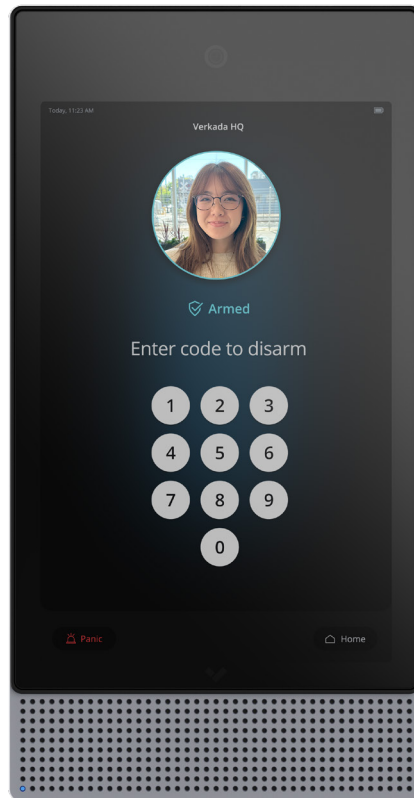 Today, 11:23 AM
Verkada HQ
Armed
Enter code to disarm
1 2 3
4 5 6
7 8 9
0
Panic Home